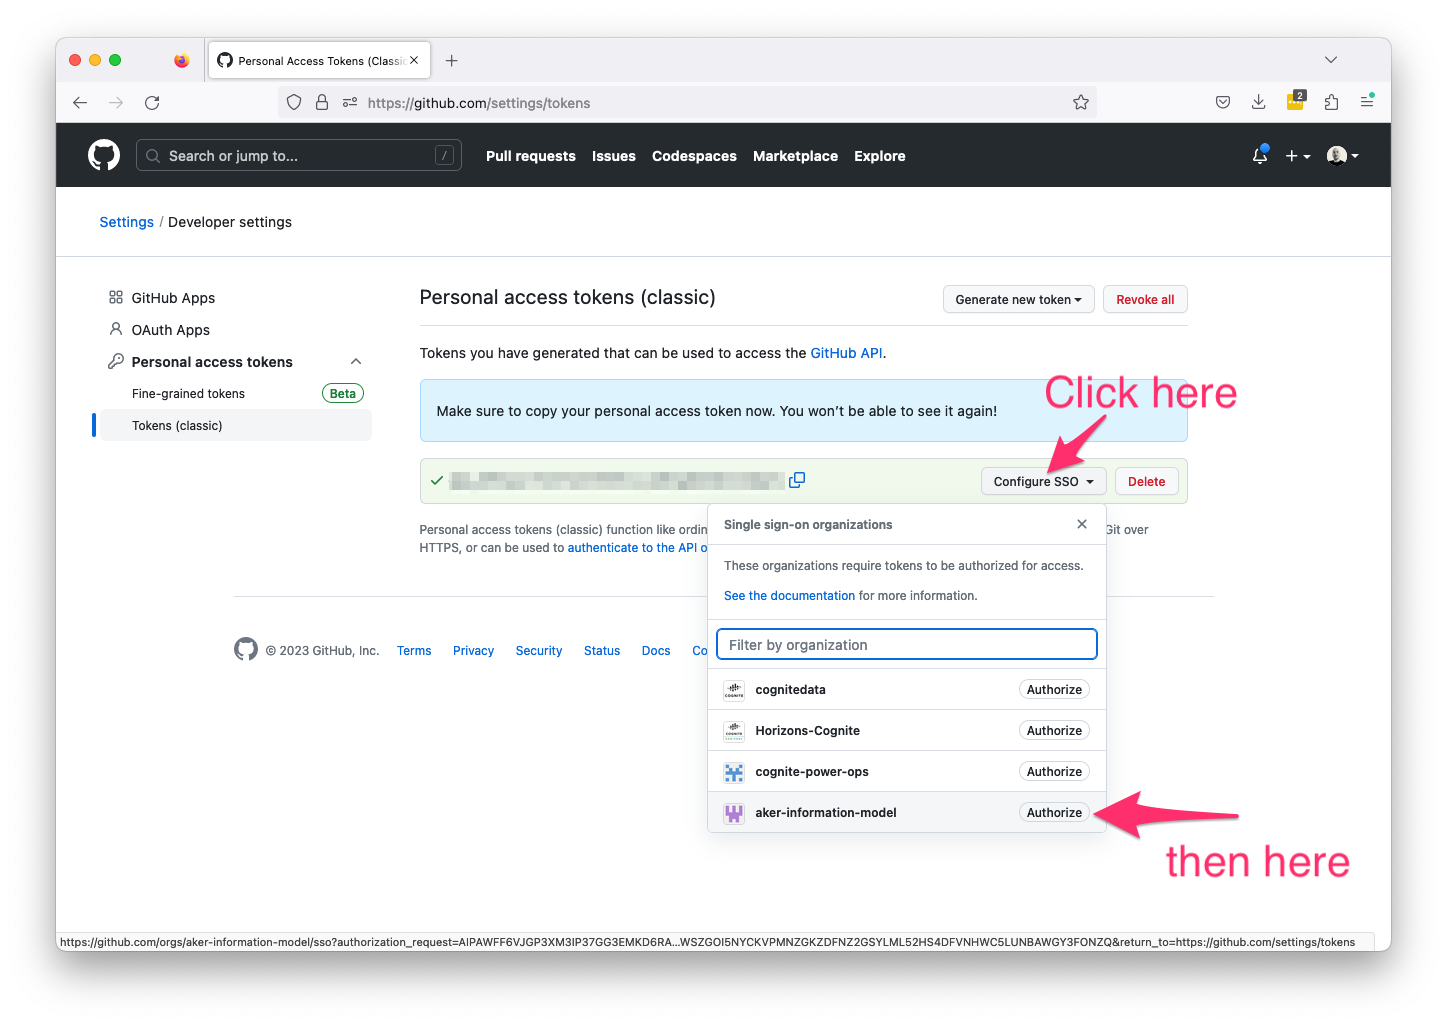 Personal Access Tokens (Classic
https://github.com/settings/tokens
2
Search or jump to...
/
Pull requests
Issues
Codespaces
Marketplace
Explore
Settings / Developer settings
GitHub Apps
OAuth Apps
Personal access tokens
Fine-grained tokens
Beta
Tokens (classic)
Personal access tokens (classic)
Generate new token
Revoke all
Tokens you have generated that can be used to access the GitHub API.
Click here
Make sure to copy your personal access token now. You won't be able to see it again!
Configure SSO
Delete
Personal access tokens (classic) function like ordin
Git over
HTTPS, or can be used to authenticate to the API o
Single sign-on organizations
These organizations require tokens to be authorized for access.
See the documentation for more information.
Filter by organization
cognitedata
Authorize
Horizons-Cognite
Authorize
cognite-power-ops
Authorize
aker-information-model
Authorize
then here
© 2023 GitHub, Inc.
Terms
Privacy
Security
Status
Docs
Co
https://github.com/orgs/aker-information-model/sso?authorization_request=AIPAWFF6VJGP3XM3IP37GG3EMKD6RA...WSZGOI5NYCKVPMNZGKZDFNZ2GSYLML52HS4DFVNHWC5LUNBAWGY3FONZQ&return_to=https://github.com/settings/tokens